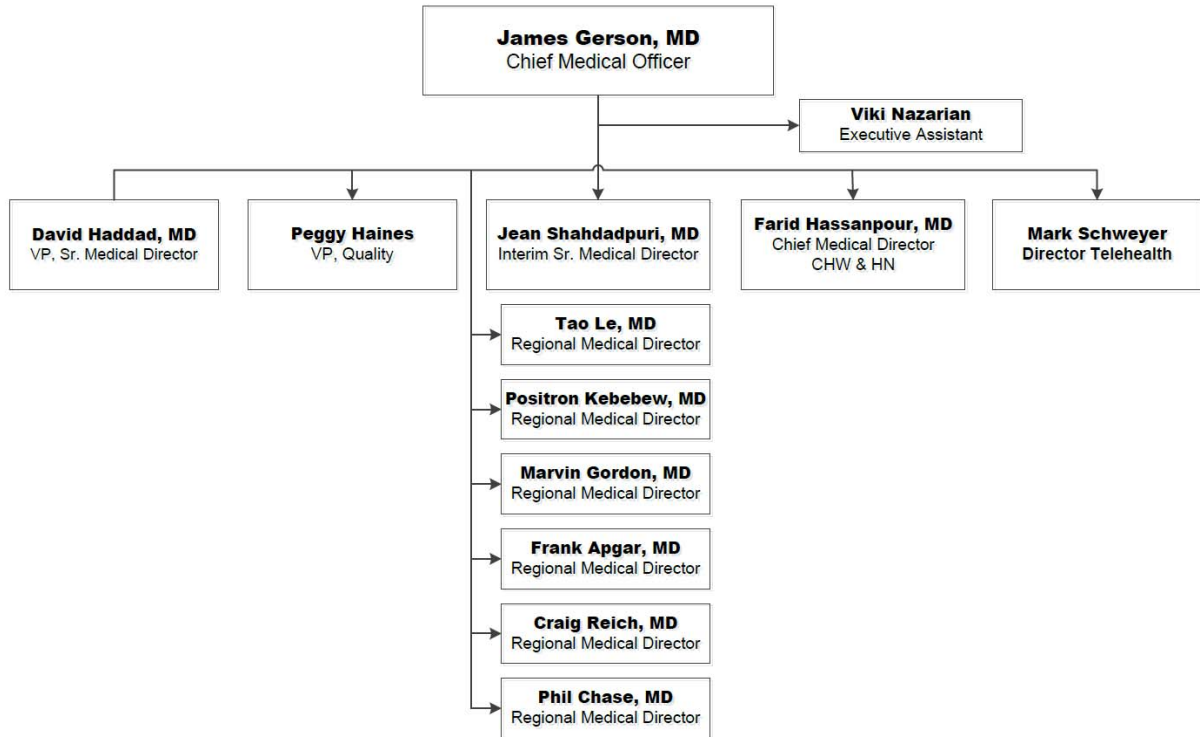 James Gerson, MD
Chief Medical Officer
Viki Nazarian
Executive Assistant
David Haddad, MD
VP, Sr. Medical Director
Peggy Haines
VP, Quality
Jean Shahdadpuri, MD
Interim Sr. Medical Director
Farid Hassanpour, MD
Chief Medical Director
CHW & HN
Mark Schweyer
Director Telehealth
Tao Le, MD
Regional Medical Director
Positron Kebebew, MD
Regional Medical Director
Marvin Gordon, MD
Regional Medical Director
Frank Apgar, MD
Regional Medical Director
Craig Reich, MD
Regional Medical Director
Phil Chase, MD
Regional Medical Director